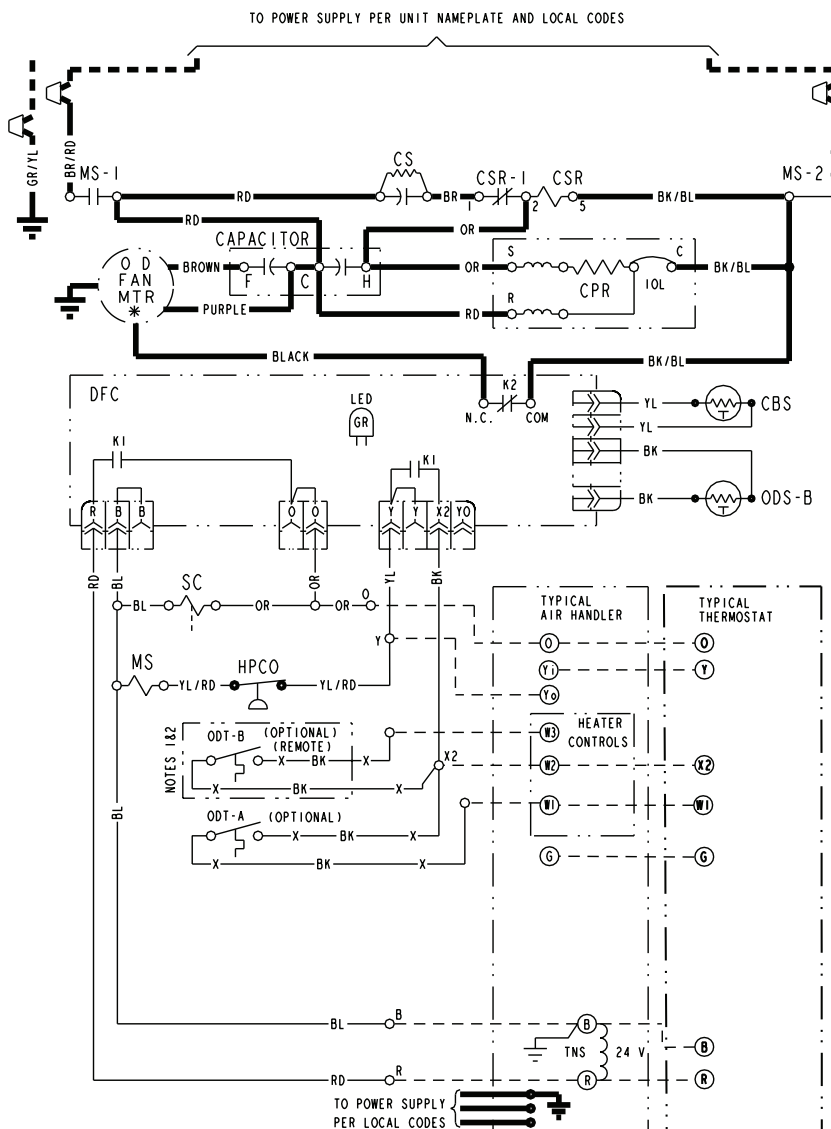 TO POWER SUPPLY PER UNIT NAMEPLATE AND LOCAL CODES
GR/YL
BR/RD
MS-1
RD
CS
BR
1
CSR-1
2
CSR
5
BK/BL
MS-2
RD
OR
CAPACITOR
OD
FAN
MTR
*
BROWN
F
C
H
OR
S
CPR
IOL
C
BK/BL
PURPLE
RD
R
BLACK
BK/BL
DFC
LED
GR
K2
N.C.
COM
YL
CBS
YL
BK
BK
ODS-B
K1
K1
R
B
B
O
O
Y
Y
X2
YO
RD
BL
OR
YL
BK
SC
BL
OR
OR
O
TYPICAL
AIR HANDLER
TYPICAL
THERMOSTAT
Y
O
O
MS
YL/RD
HPCO
YL/RD
Yi
Y
Yo
NOTES 1&2
ODT-B
(OPTIONAL)
(REMOTE)
X
BK
X
X
BK
X
X2
W3
HEATER
CONTROLS
W2
X2
BL
ODT-A
(OPTIONAL)
X
BK
X
X
BK
X
W1
W1
G
G
BL
B
B
TNS
24 V
B
RD
R
R
R
TO POWER SUPPLY
PER LOCAL CODES